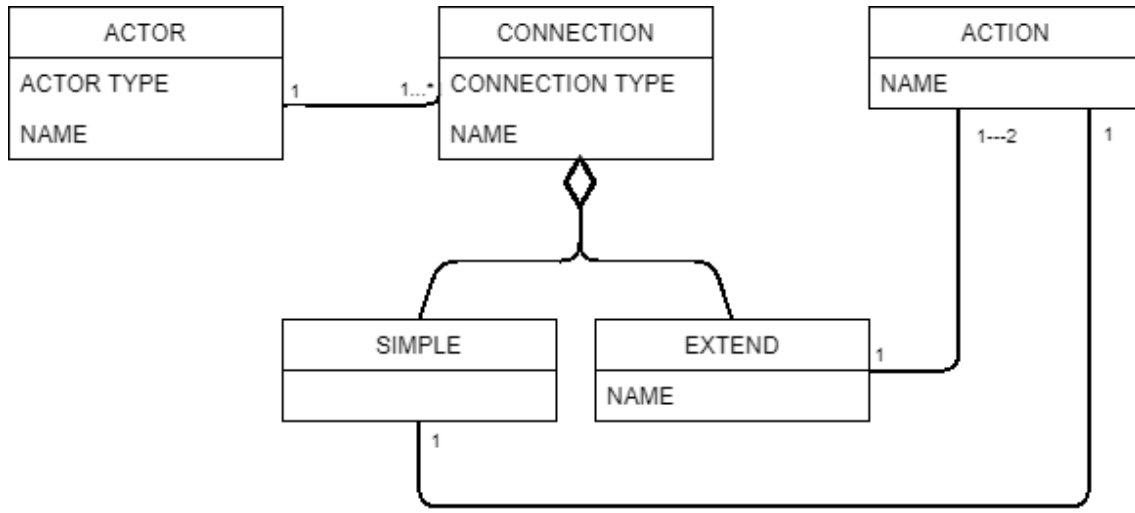 ACTOR
ACTOR TYPE
NAME
1
1...*
CONNECTION
CONNECTION TYPE
NAME
ACTION
NAME
1---2
1
SIMPLE
1
EXTEND
NAME
1